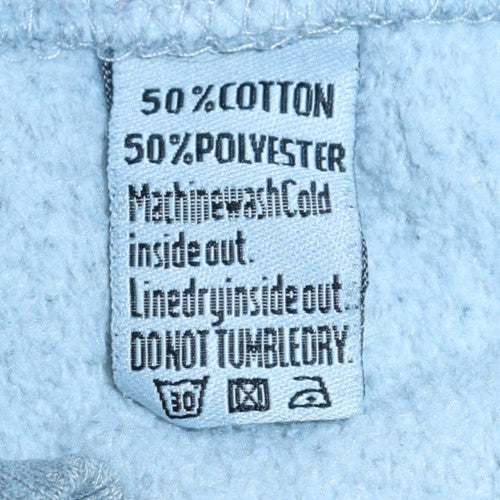 50%COTTON
50%POLYESTER
MachinewashCold
inside out.
Linedryinside out.
DO NOT TUMBLEDRY.
30